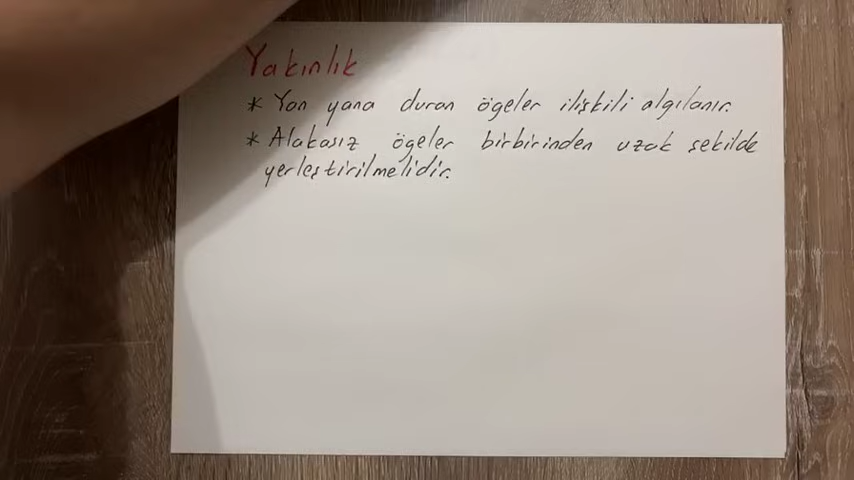 Yakınlık
* Yan yana duran ögeler ilişkili algılanır.
* Alakasız ögeler birbirinden uzak şekilde
yerleştirilmelidir.